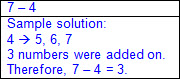 7 – 4
Sample solution:
4 → 5, 6, 7
3 numbers were added on.
Therefore, 7 – 4 = 3.